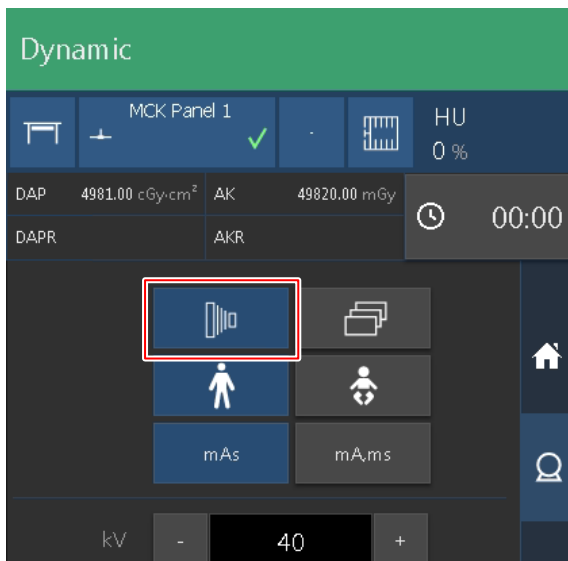 Dynamic
MCK Panel 1
HU
0 %
DAP 4981.00 cGy·cm² AK 49820.00 mGy
00:00
DAPR AKR
mAs mA,ms
kV - 40 +